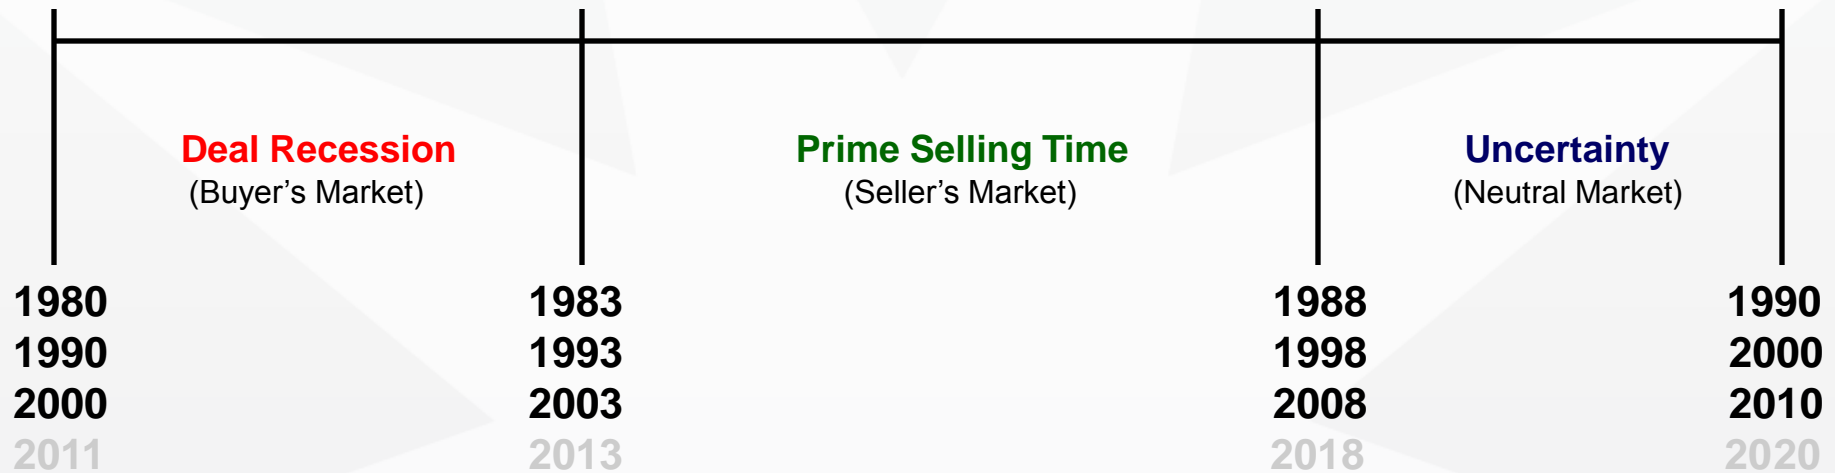 Deal Recession Prime Selling Time Uncertainty
(Buyer’s Market) (Seller’s Market) (Neutral Market)
1980 1983 1988 1990
1990 1993 1998 2000
2000 2003 2008 2010
2011 2013 2018 2020